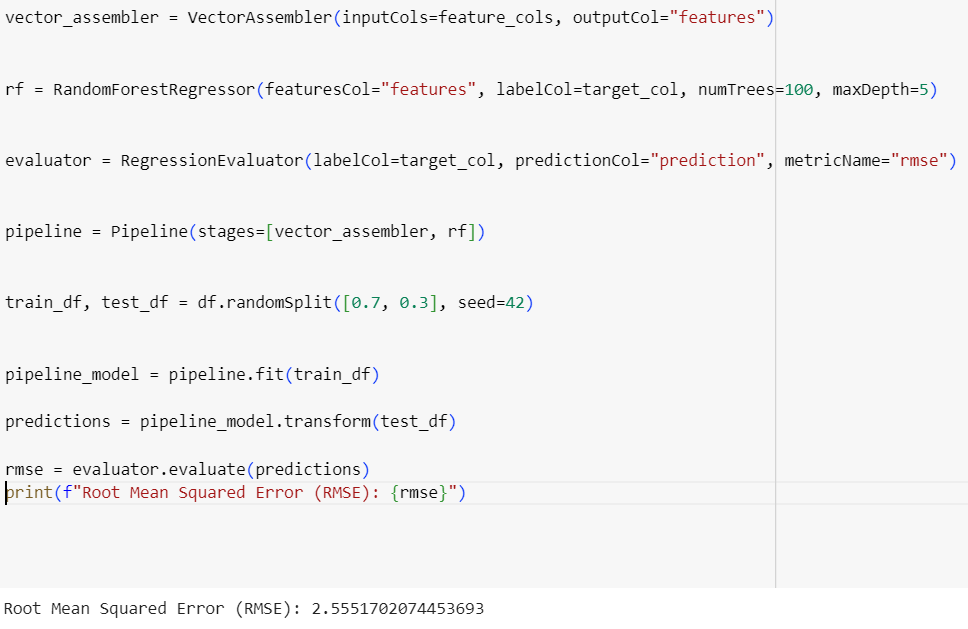 vector_assembler = VectorAssembler(inputCols=feature_cols, outputCol="features")
rf = RandomForestRegressor(featuresCol="features", labelCol=target_col, numTrees=100, maxDepth=5)
evaluator = RegressionEvaluator(labelCol=target_col, predictionCol="prediction", metricName="rmse")
pipeline = Pipeline(stages=[vector_assembler, rf])
train_df, test_df = df.randomSplit([0.7, 0.3], seed=42)
pipeline_model = pipeline.fit(train_df)
predictions = pipeline_model.transform(test_df)
rmse = evaluator.evaluate(predictions)
print(f"Root Mean Squared Error (RMSE): {rmse}")
Root Mean Squared Error (RMSE): 2.5551702074453693